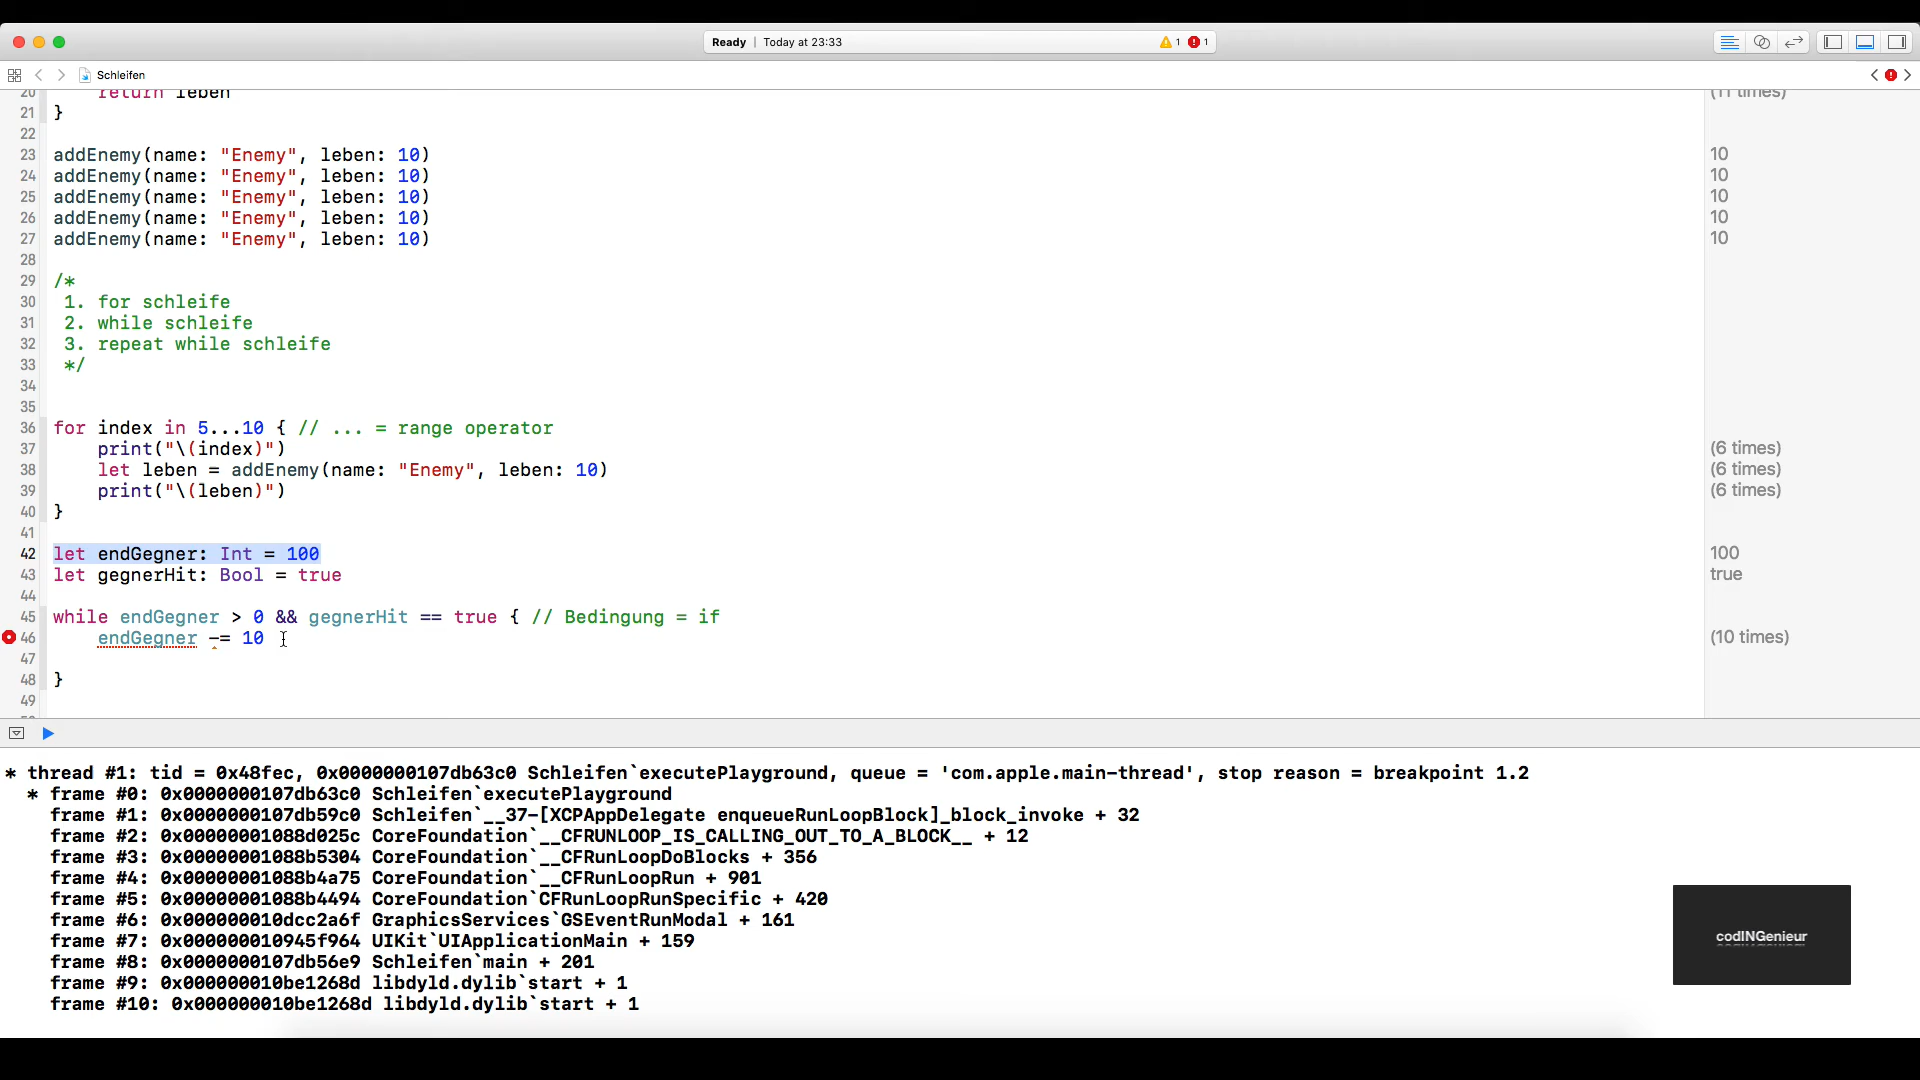 Ready | Today at 23:33 1 1
Schleifen
20 return leben (11 times)
21 }
22
23 addEnemy(name: "Enemy", leben: 10) 10
24 addEnemy(name: "Enemy", leben: 10) 10
25 addEnemy(name: "Enemy", leben: 10) 10
26 addEnemy(name: "Enemy", leben: 10) 10
27 addEnemy(name: "Enemy", leben: 10) 10
28
29 /*
30 1. for schleife
31 2. while schleife
32 3. repeat while schleife
33 */
34
35
36 for index in 5...10 { // ... = range operator
37 print("\(index)") (6 times)
38 let leben = addEnemy(name: "Enemy", leben: 10) (6 times)
39 print("\(leben)") (6 times)
40 }
41
42 let endGegner: Int = 100 100
43 let gegnerHit: Bool = true true
44
45 while endGegner > 0 && gegnerHit == true { // Bedingung = if
46 endGegner -= 10 (10 times)
47
48 }
49
* thread #1: tid = 0x48fec, 0x0000000107db63c0 Schleifen`executePlayground, queue = 'com.apple.main-thread', stop reason = breakpoint 1.2
* frame #0: 0x0000000107db63c0 Schleifen`executePlayground
frame #1: 0x0000000107db59c0 Schleifen`__37-[XCPAppDelegate enqueueRunLoopBlock]_block_invoke + 32
frame #2: 0x00000001088d025c CoreFoundation`__CFRUNLOOP_IS_CALLING_OUT_TO_A_BLOCK__ + 12
frame #3: 0x00000001088b5304 CoreFoundation`__CFRunLoopDoBlocks + 356
frame #4: 0x00000001088b4a75 CoreFoundation`__CFRunLoopRun + 901
frame #5: 0x00000001088b4494 CoreFoundation`CFRunLoopRunSpecific + 420
frame #6: 0x000000010dcc2a6f GraphicsServices`GSEventRunModal + 161
frame #7: 0x000000010945f964 UIKit`UIApplicationMain + 159
frame #8: 0x0000000107db56e9 Schleifen`main + 201
frame #9: 0x000000010be1268d libdyld.dylib`start + 1
frame #10: 0x000000010be1268d libdyld.dylib`start + 1
codINGenieur